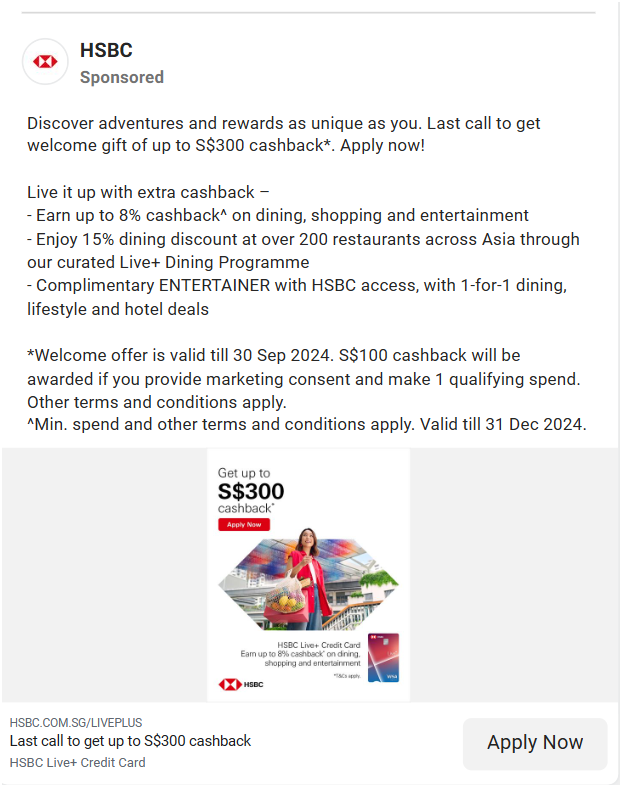 HSBC
Sponsored
Discover adventures and rewards as unique as you. Last call to get
welcome gift of up to S$300 cashback*. Apply now!
Live it up with extra cashback –
- Earn up to 8% cashback^ on dining, shopping and entertainment
- Enjoy 15% dining discount at over 200 restaurants across Asia through
our curated Live+ Dining Programme
- Complimentary ENTERTAINER with HSBC access, with 1-for-1 dining,
lifestyle and hotel deals
*Welcome offer is valid till 30 Sep 2024. S$100 cashback will be
awarded if you provide marketing consent and make 1 qualifying spend.
Other terms and conditions apply.
^Min. spend and other terms and conditions apply. Valid till 31 Dec 2024.
Get up to
S$300
cashback*
Apply Now
HSBC Live+ Credit Card
Earn up to 8% cashback^ on dining,
shopping and entertainment
*T&Cs apply.
VISA
HSBC
HSBC.COM.SG/LIVEPLUS
Last call to get up to S$300 cashback
HSBC Live+ Credit Card
Apply Now